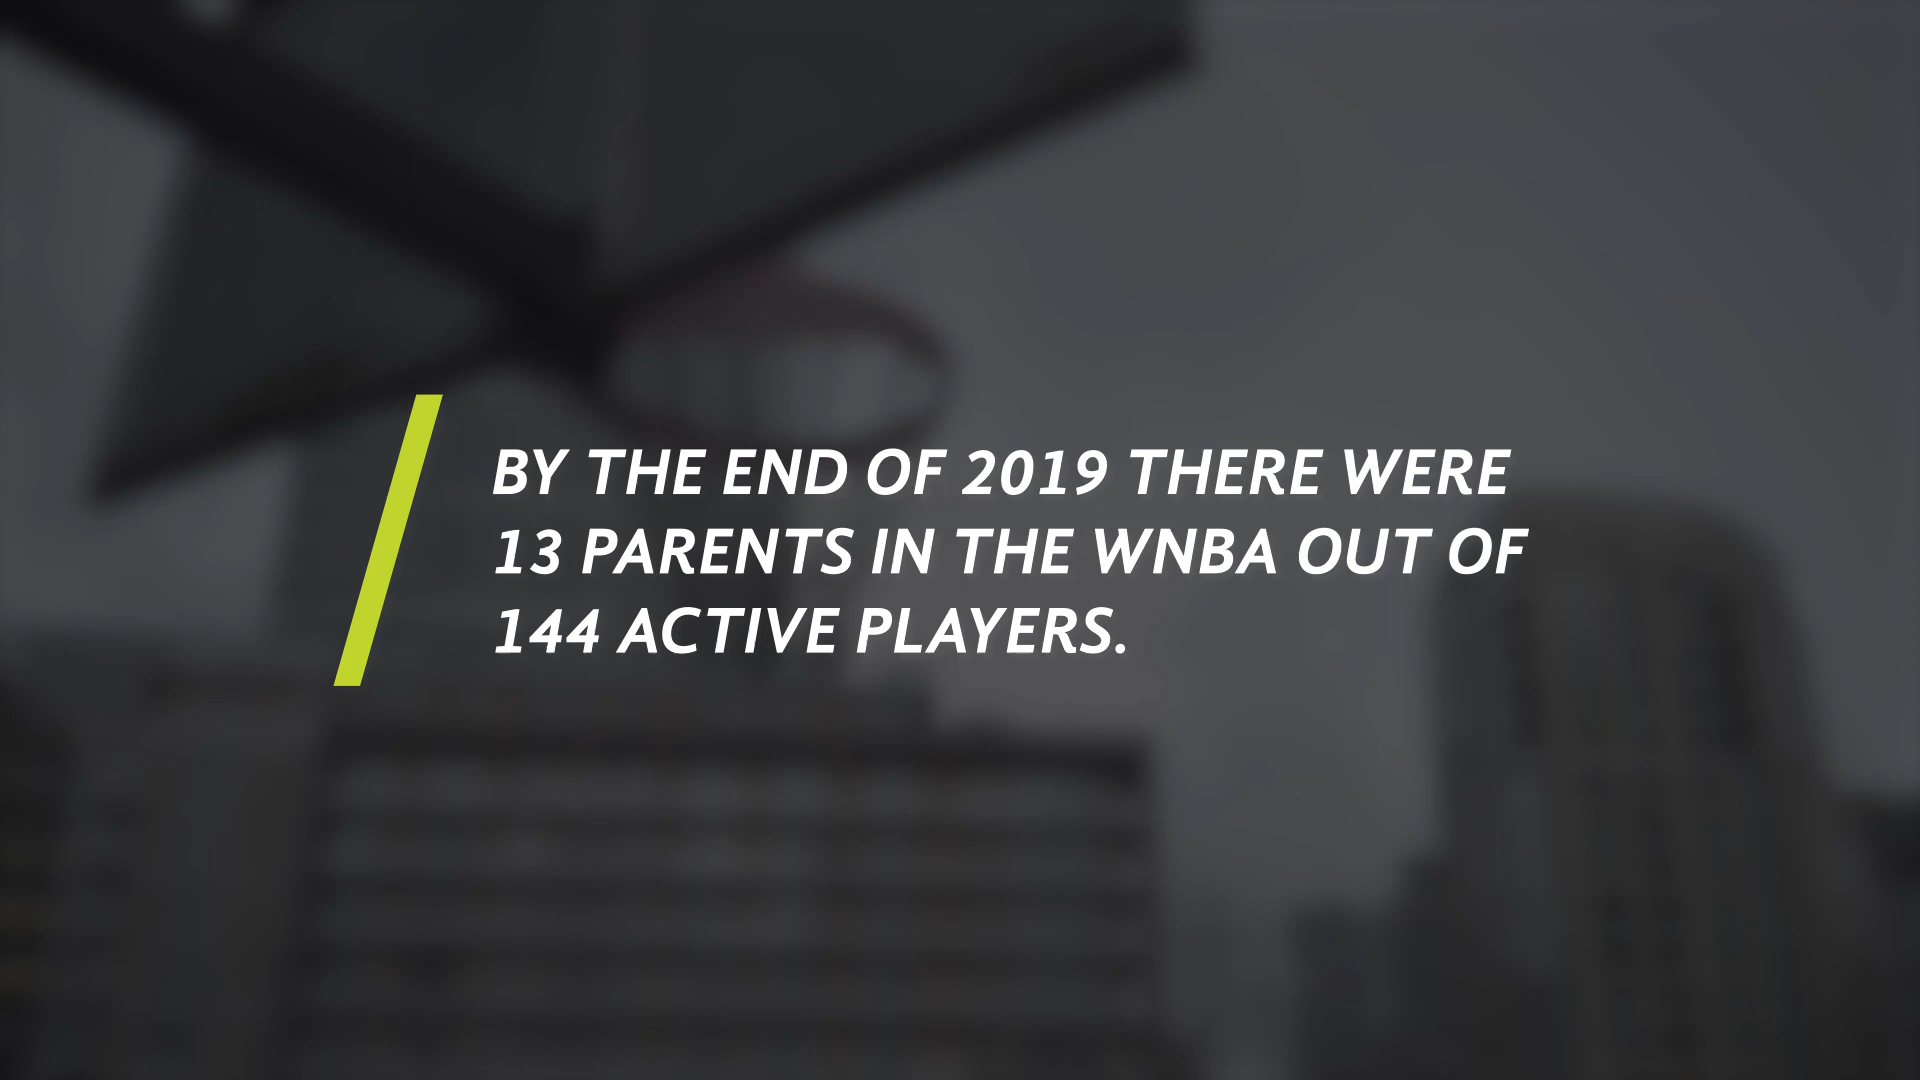 BY THE END OF 2019 THERE WERE
13 PARENTS IN THE WNBA OUT OF
144 ACTIVE PLAYERS.